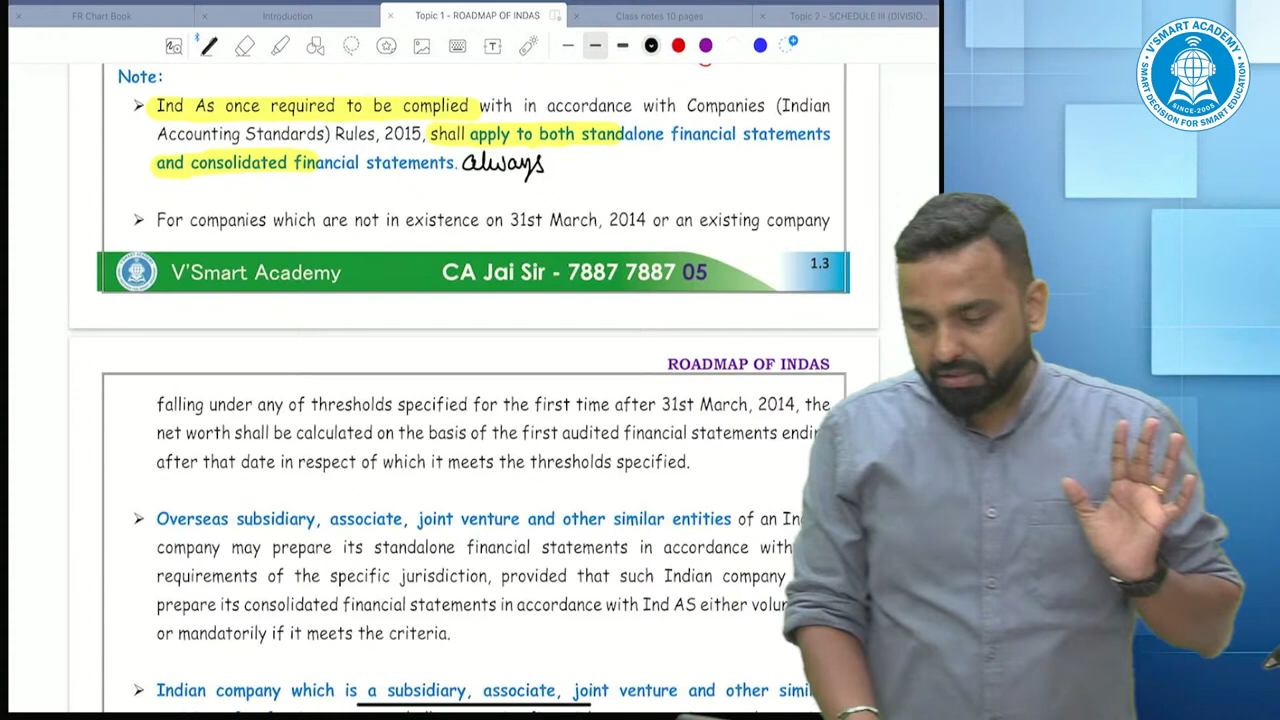 FR Chart Book
Introduction
Topic 1 - ROADMAP OF INDAS
Class notes 10 pages
Topic 2 - SCHEDULE III (DIVISIO...
Note:
➢ Ind As once required to be complied with in accordance with Companies (Indian
Accounting Standards) Rules, 2015, shall apply to both standalone financial statements
and consolidated financial statements. always
➢ For companies which are not in existence on 31st March, 2014 or an existing company
V'Smart Academy
CA Jai Sir - 7887 7887 05
1.3
ROADMAP OF INDAS
falling under any of thresholds specified for the first time after 31st March, 2014, the
net worth shall be calculated on the basis of the first audited financial statements
after that date in respect of which it meets the thresholds specified.
➢ Overseas subsidiary, associate, joint venture and other similar entities of an
company may prepare its standalone financial statements in accordance with
requirements of the specific jurisdiction, provided that such Indian company
prepare its consolidated financial statements in accordance with Ind AS either
or mandatorily if it meets the criteria.
➢ Indian company which is a subsidiary, associate, joint venture and other
V'SMART ACADEMY
SINCE-2005
SMART DECISION FOR SMART EDUCATION